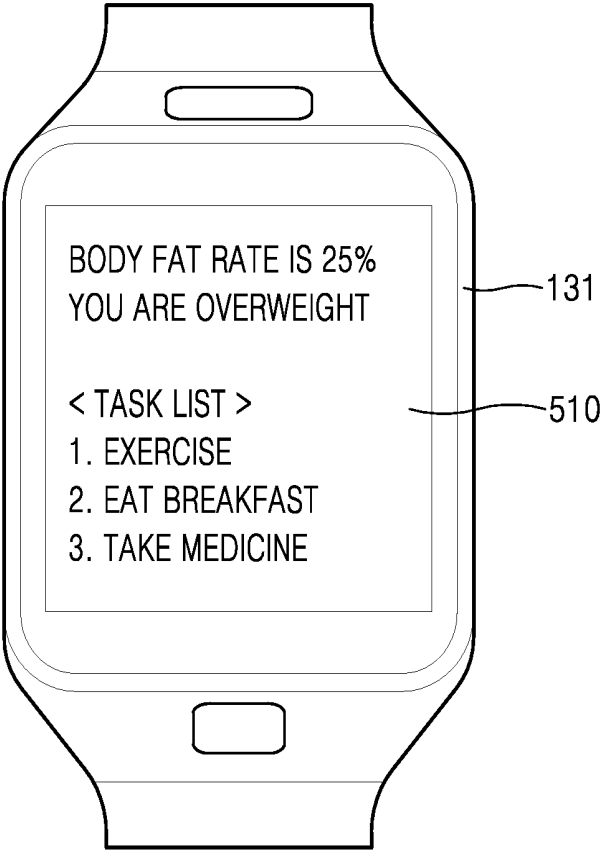 BODY FAT RATE IS 25%
YOU ARE OVERWEIGHT
131
< TASK LIST >
510
1. EXERCISE
2. EAT BREAKFAST
3. TAKE MEDICINE